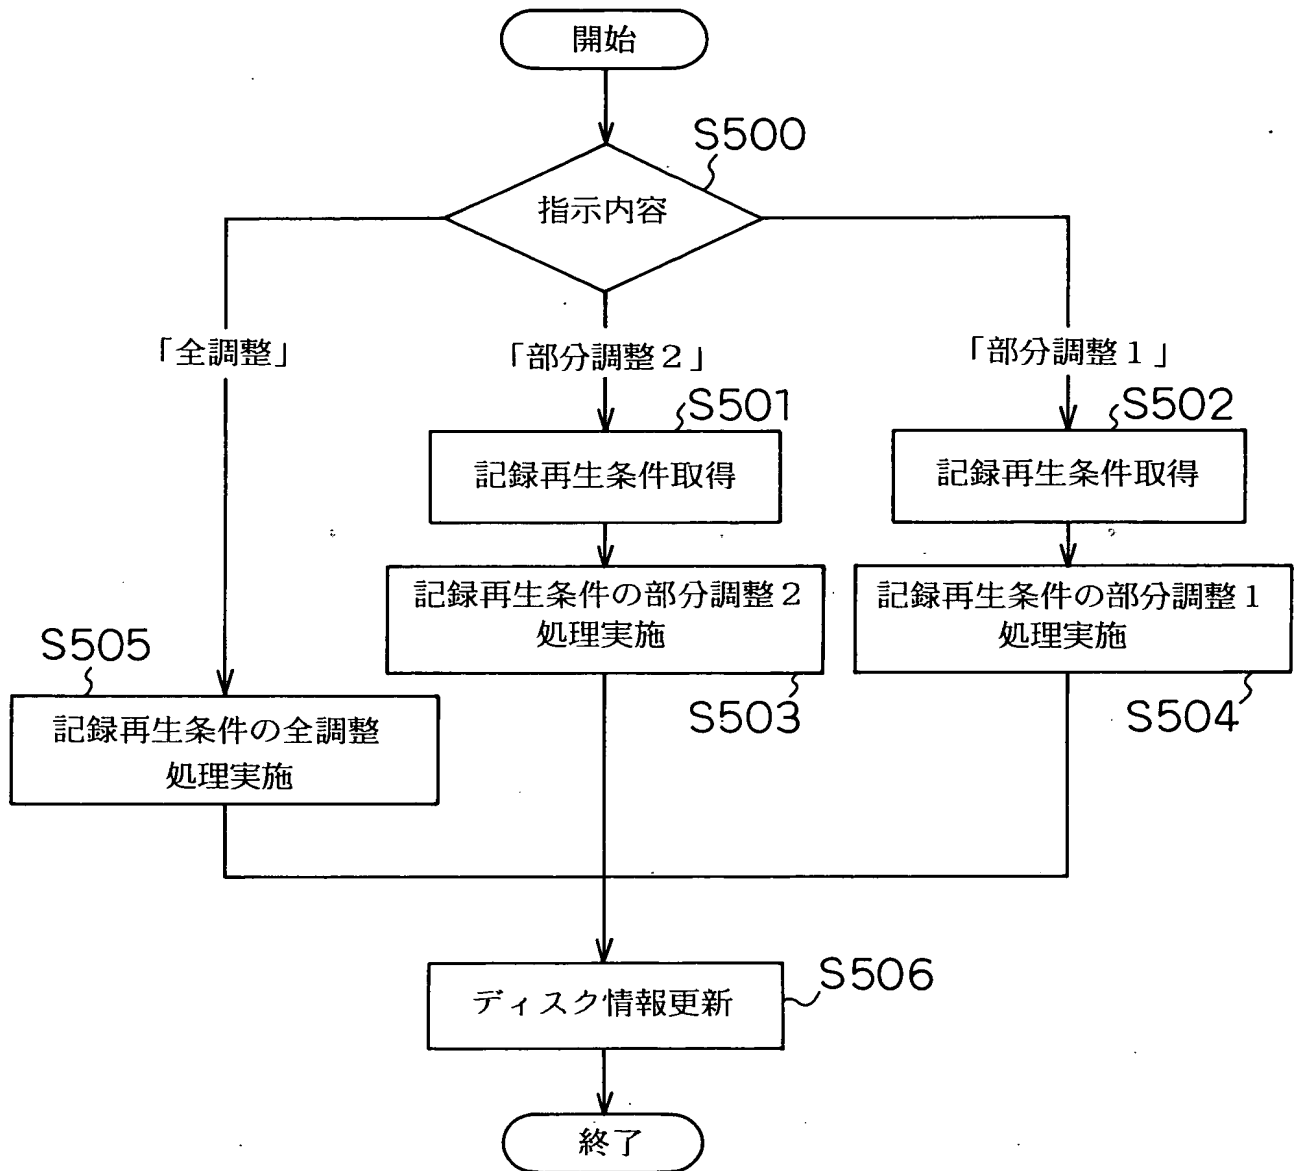 開始
S500
指示内容
「全調整」
「部分調整2」
「部分調整1」
S501
S502
記録再生条件取得
記録再生条件取得
記録再生条件の部分調整2
処理実施
記録再生条件の部分調整1
処理実施
S505
S503
S504
記録再生条件の全調整
処理実施
S506
ディスク情報更新
終了